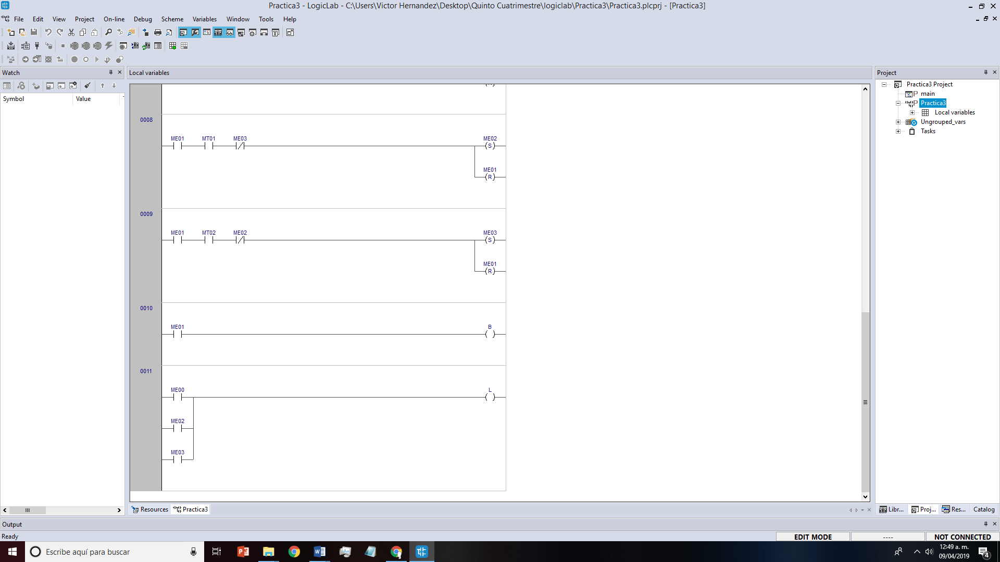 Practica3 - LogicLab - C:\Users\Victor Hernandez\Desktop\Quinto Cuatrimestre\logiclab\Practica3\Practica3.plcprj - [Practica3]
File Edit View Project On-line Debug Scheme Variables Window Tools Help
Watch
Symbol Value
Local variables
0008
ME01 MT01 ME03 ME02
S
ME01
R
0009
ME01 MT02 ME02 ME03
S
ME01
R
0010
ME01 B
0011
ME00 L
ME02
ME03
Resources Practica3
Project
Practica3 Project
main
Practica3
Local variables
Ungrouped_vars
Tasks
Libr... Proj... Res... Catalog
Output
Ready
EDIT MODE ---- NOT CONNECTED
Escribe aquí para buscar
12:49 a. m.
09/04/2019
4